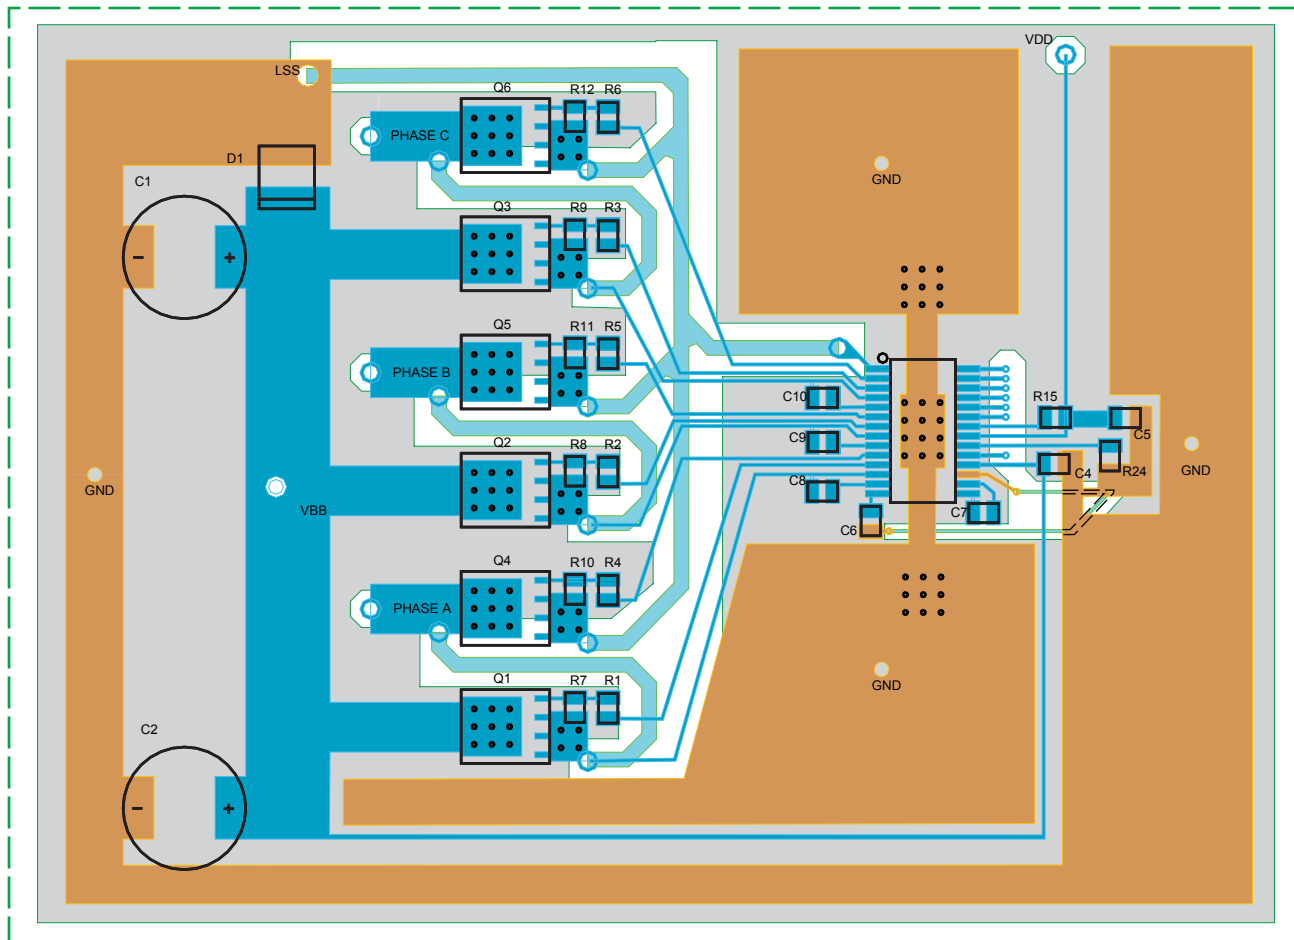 VDD
LSS
Q6
R12 R6
PHASE C
D1
C1
GND
Q3
R9 R3
- +
Q5
R11 R5
PHASE B
C10
R15
C9
C5
Q2
R8 R2
C4
R24
GND
GND
C8
VBB
C7
C6
Q4
R10 R4
PHASE A
Q1
R7 R1
GND
C2
- +